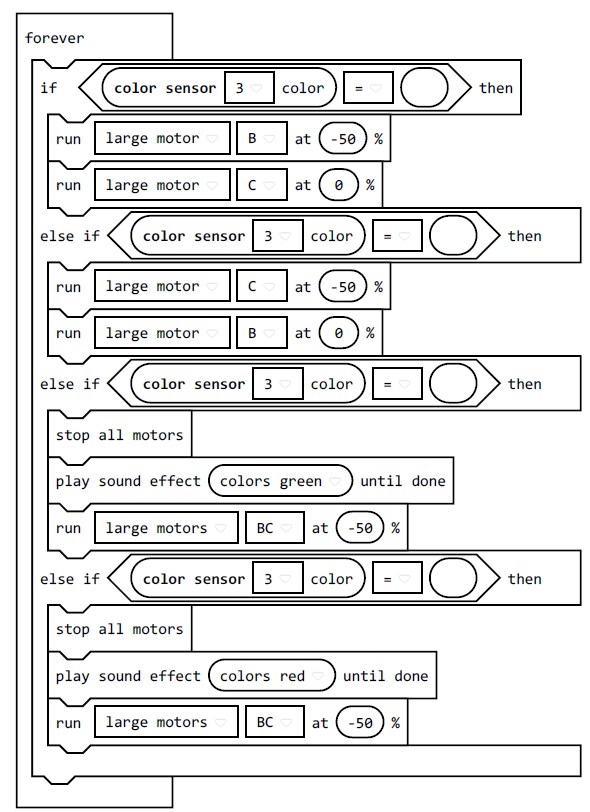 forever
if color sensor 3 color = then
run large motor B at -50 %
run large motor C at 0 %
else if color sensor 3 color = then
run large motor C at -50 %
run large motor B at 0 %
else if color sensor 3 color = then
stop all motors
play sound effect colors green until done
run large motors BC at -50 %
else if color sensor 3 color = then
stop all motors
play sound effect colors red until done
run large motors BC at -50 %